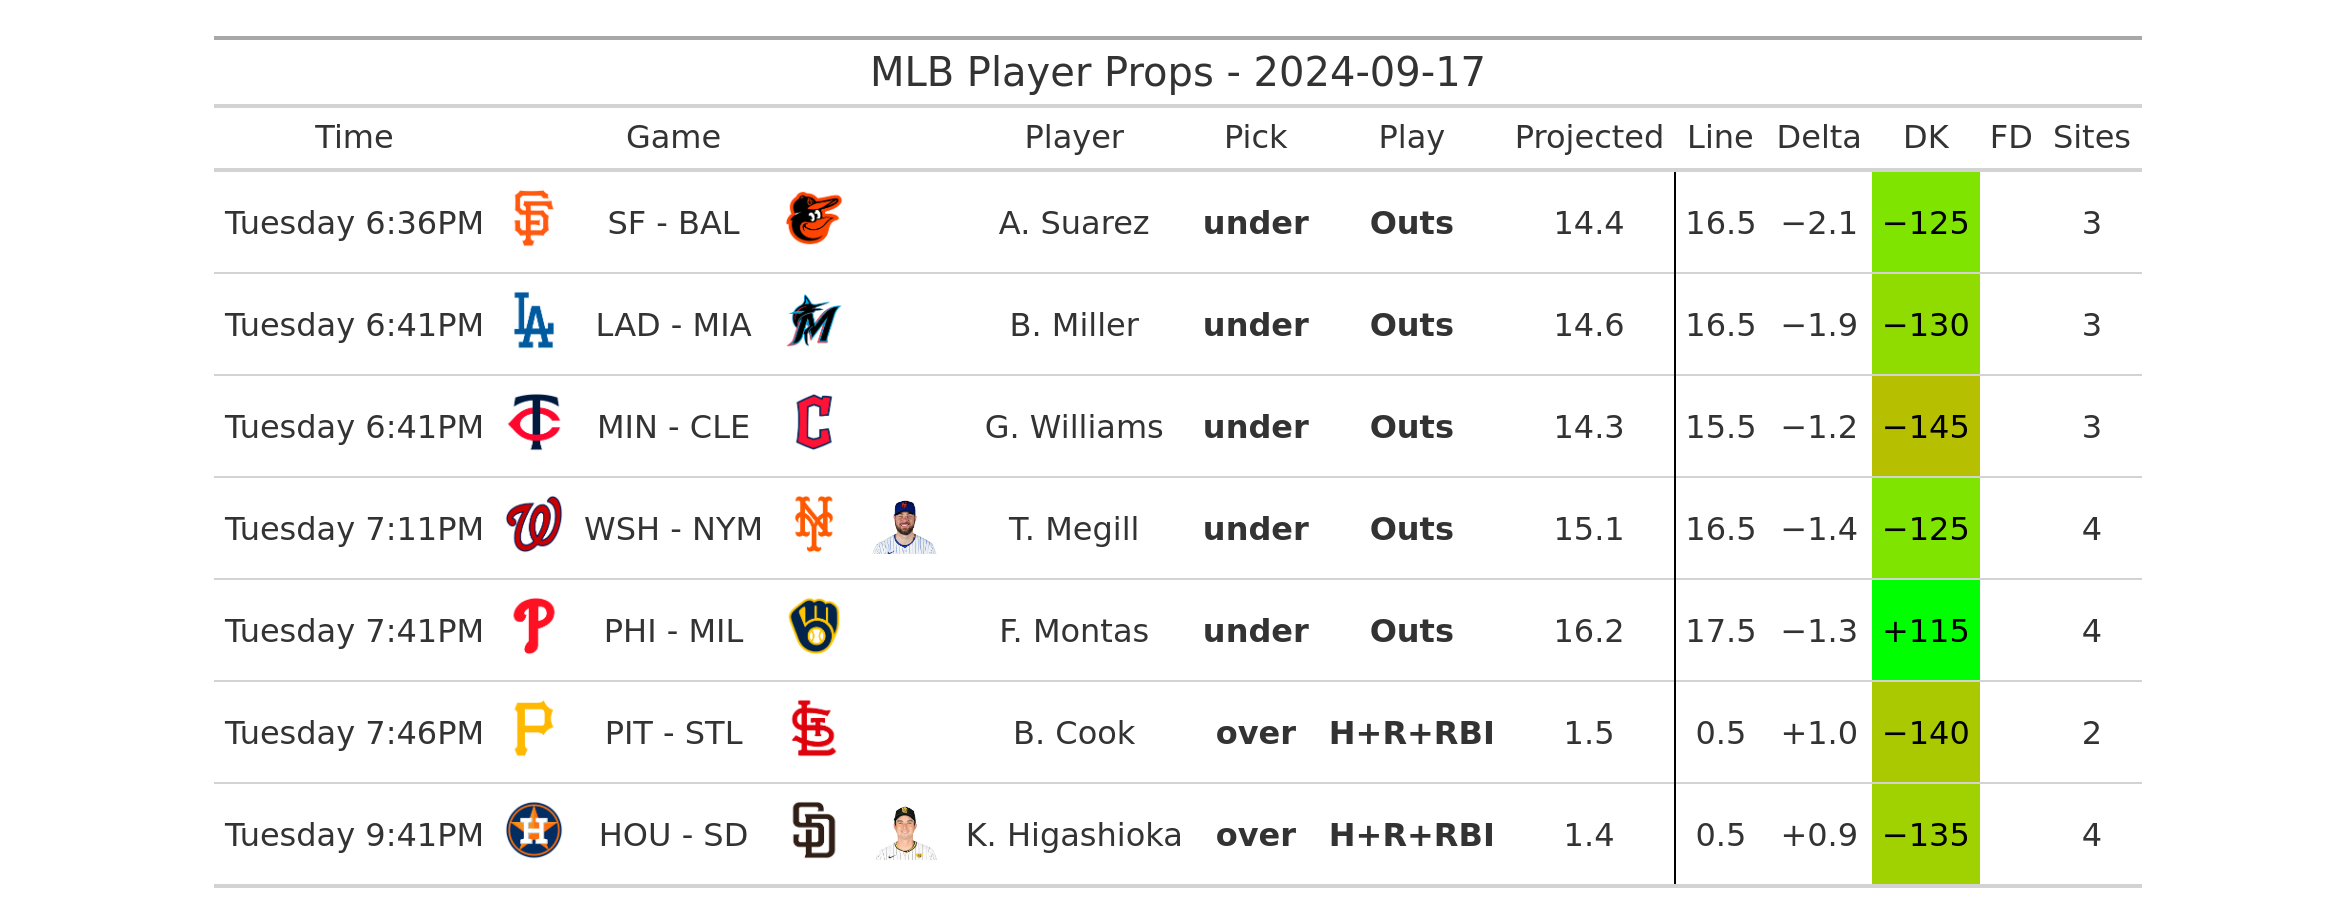 MLB Player Props - 2024-09-17
Time Game Player Pick Play Projected Line Delta DK FD Sites
Tuesday 6:36PM SF - BAL A. Suarez under Outs 14.4 16.5 −2.1 −125 3
Tuesday 6:41PM LAD - MIA B. Miller under Outs 14.6 16.5 −1.9 −130 3
Tuesday 6:41PM MIN - CLE G. Williams under Outs 14.3 15.5 −1.2 −145 3
Tuesday 7:11PM WSH - NYM T. Megill under Outs 15.1 16.5 −1.4 −125 4
Tuesday 7:41PM PHI - MIL F. Montas under Outs 16.2 17.5 −1.3 +115 4
Tuesday 7:46PM PIT - STL B. Cook over H+R+RBI 1.5 0.5 +1.0 −140 2
Tuesday 9:41PM HOU - SD K. Higashioka over H+R+RBI 1.4 0.5 +0.9 −135 4